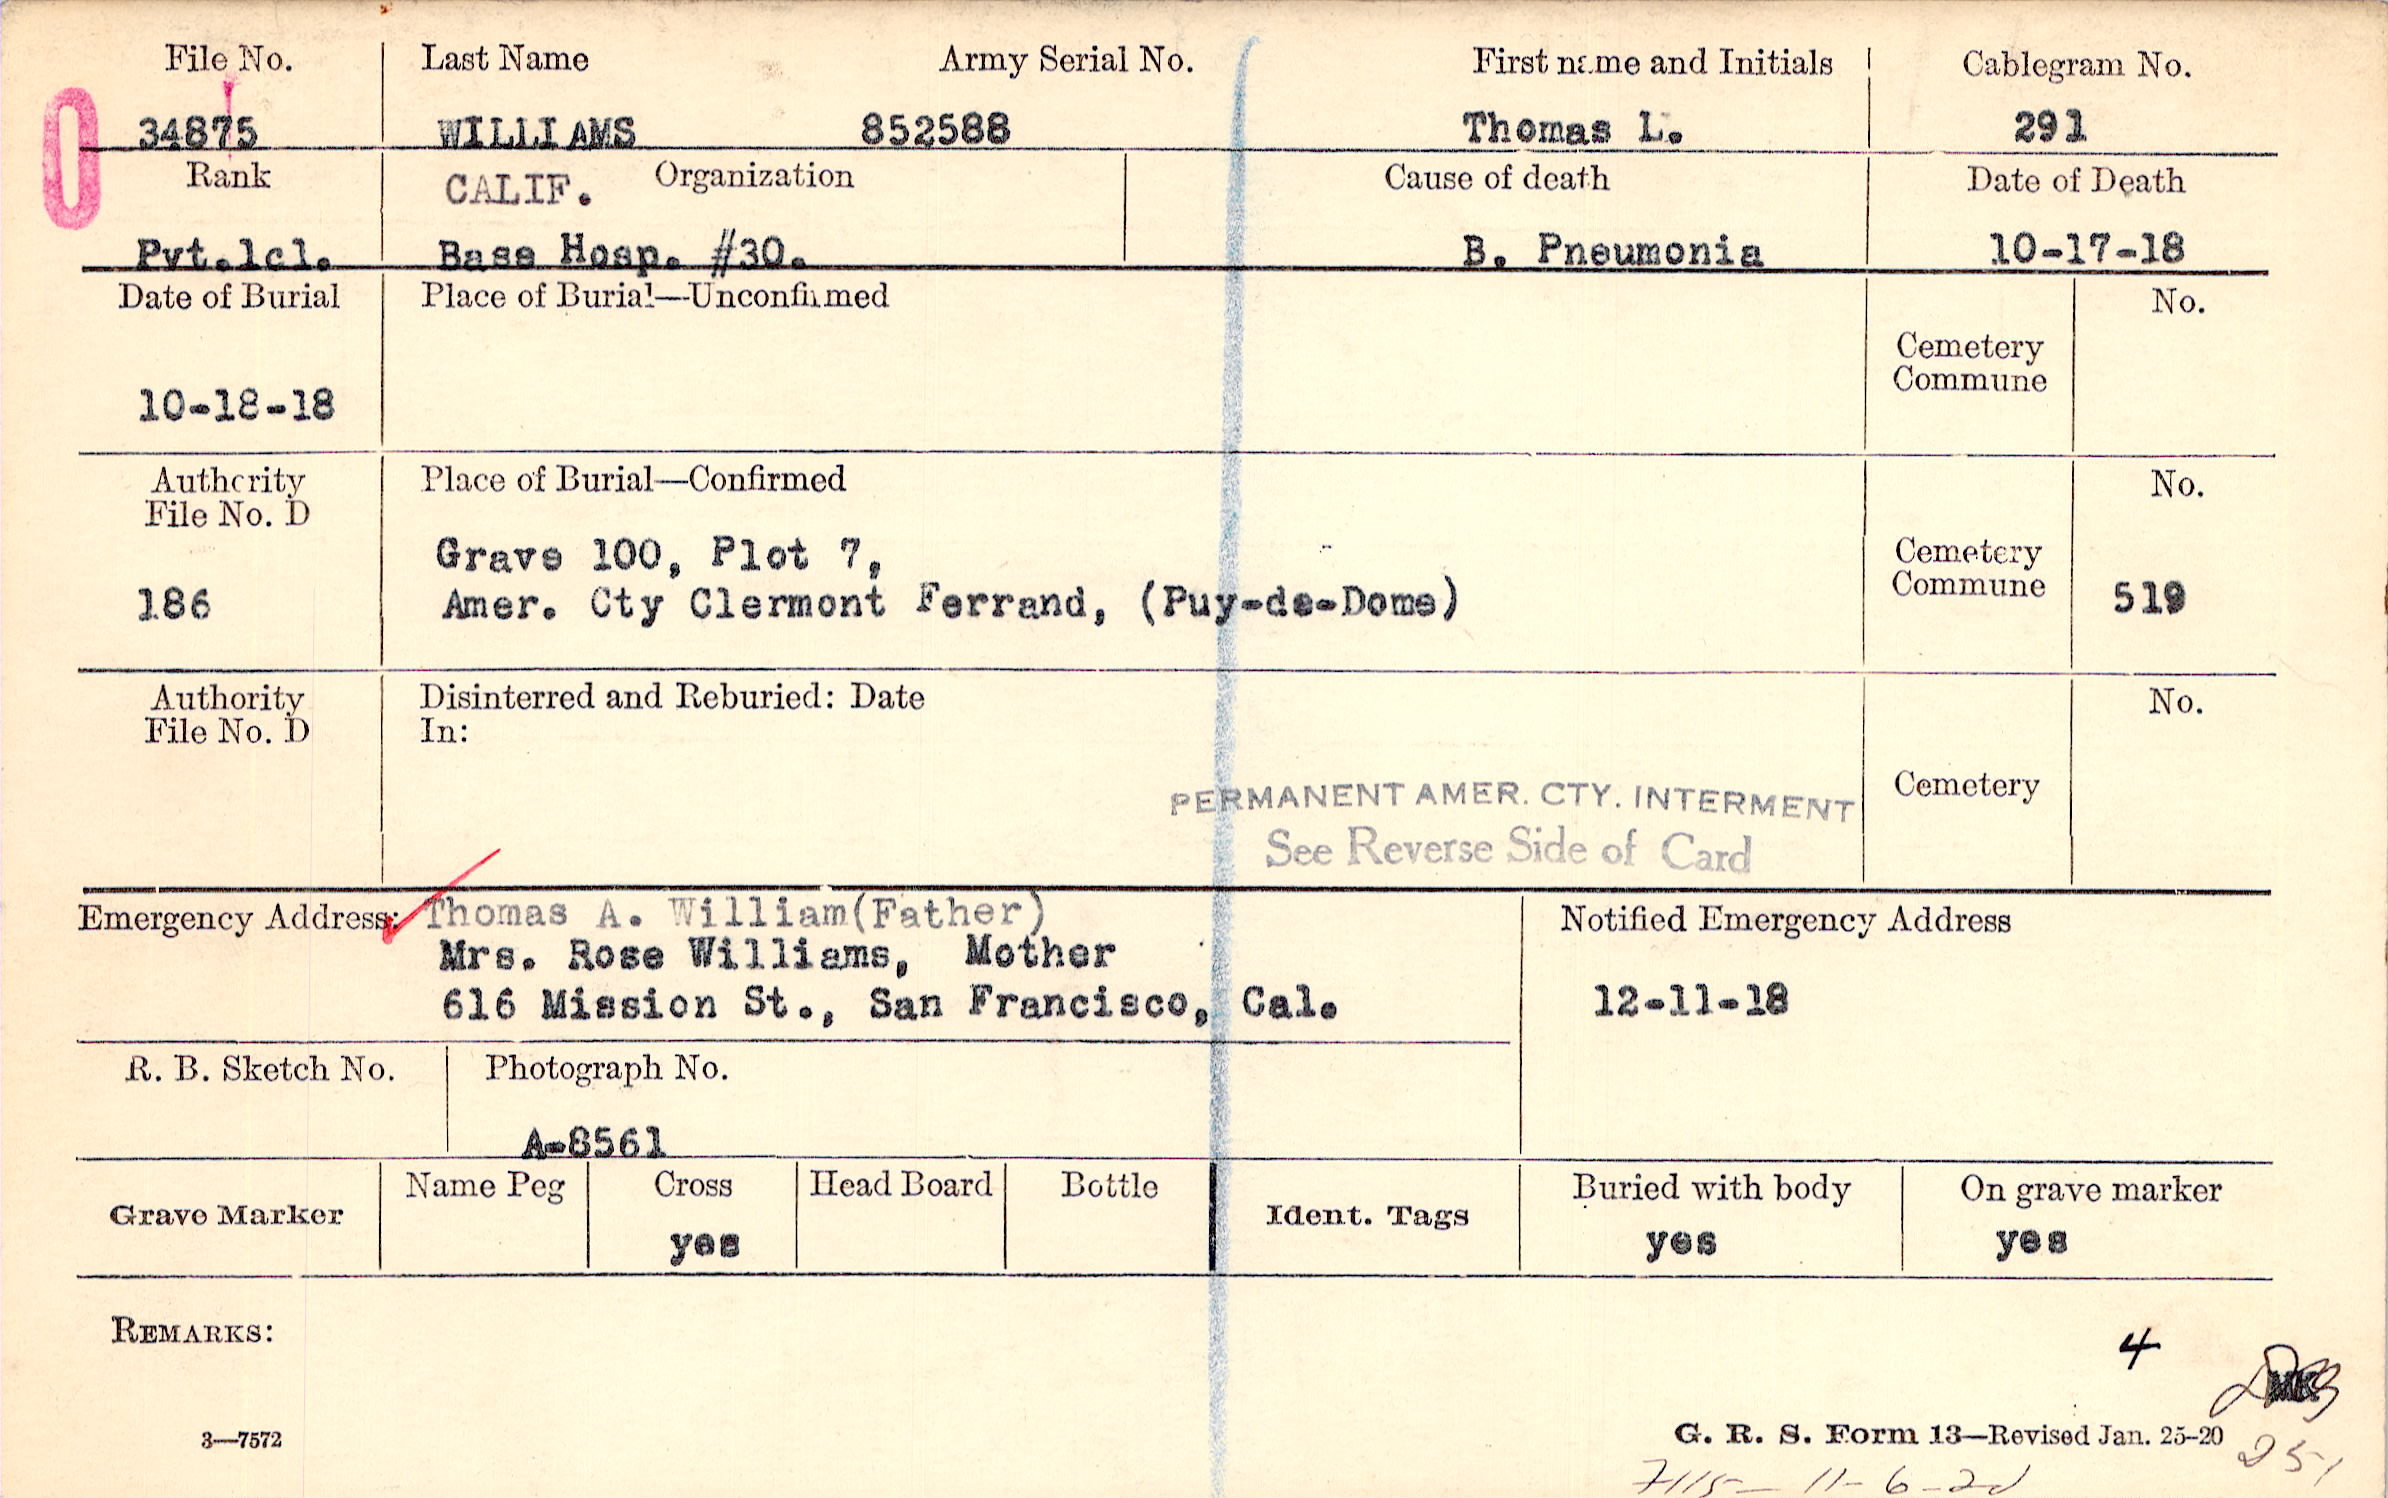 File No. Last Name Army Serial No. First name and Initials Cablegram No.
0 34875 WILLIAMS 852588 Thomas L. 291
Rank CALIF. Organization Cause of death Date of Death
Pvt.1cl. Base Hosp. #30. B. Pneumonia 10-17-18
Date of Burial Place of Burial—Unconfirmed No.
Cemetery
Commune
10-18-18
Authority Place of Burial—Confirmed No.
File No. D
Grave 100, Plot 7, Cemetery
186 Amer. Cty Clermont Ferrand, (Puy-de-Dome) Commune 519
Authority Disinterred and Reburied: Date No.
File No. D In:
PERMANENT AMER. CTY. INTERMENT Cemetery
See Reverse Side of Card
Emergency Address: Thomas A. William(Father) Notified Emergency Address
Mrs. Rose Williams, Mother
616 Mission St., San Francisco, Cal. 12-11-18
R. B. Sketch No. Photograph No.
A-8561
Grave Marker Name Peg Cross Head Board Bottle Ident. Tags Buried with body On grave marker
yes yes yes
REMARKS:
4
3—7572 G. R. S. Form 13—Revised Jan. 25-20
251